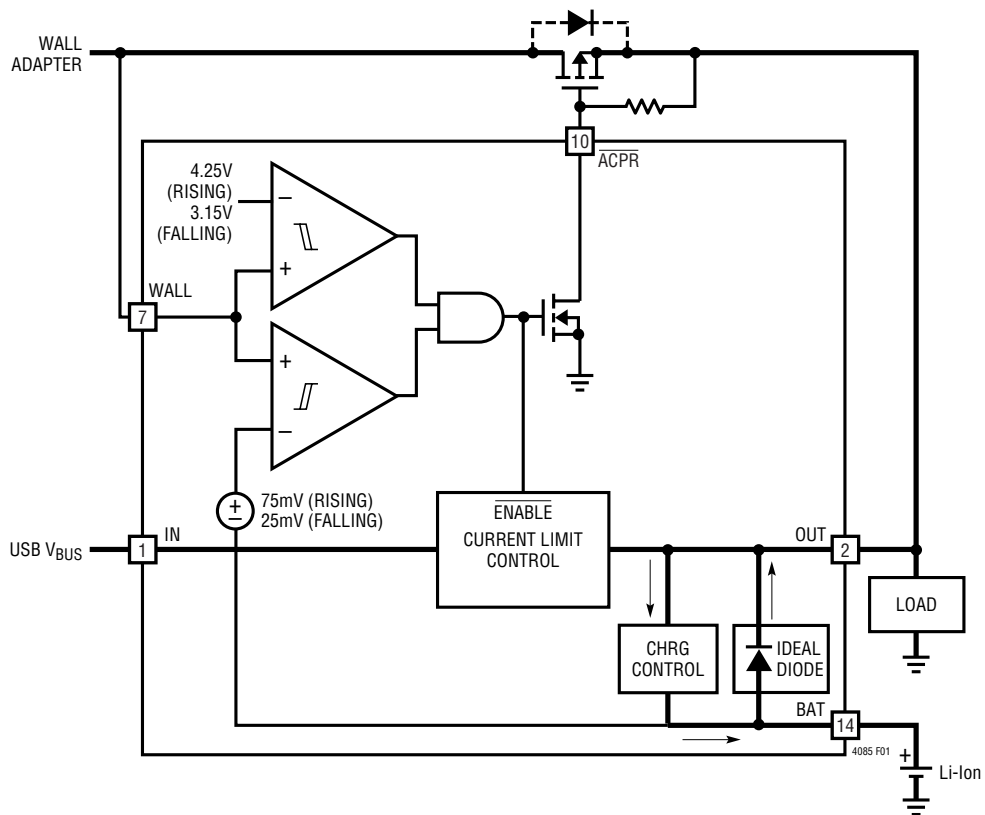 WALL
ADAPTER
10
ACPR
4.25V
(RISING)
3.15V
(FALLING)
−
+
WALL
7
+
−
+
−
75mV (RISING)
25mV (FALLING)
ENABLE
CURRENT LIMIT
CONTROL
USB VBUS
1
IN
OUT
2
LOAD
CHRG
CONTROL
IDEAL
DIODE
BAT
14
4085 F01
+
Li-Ion